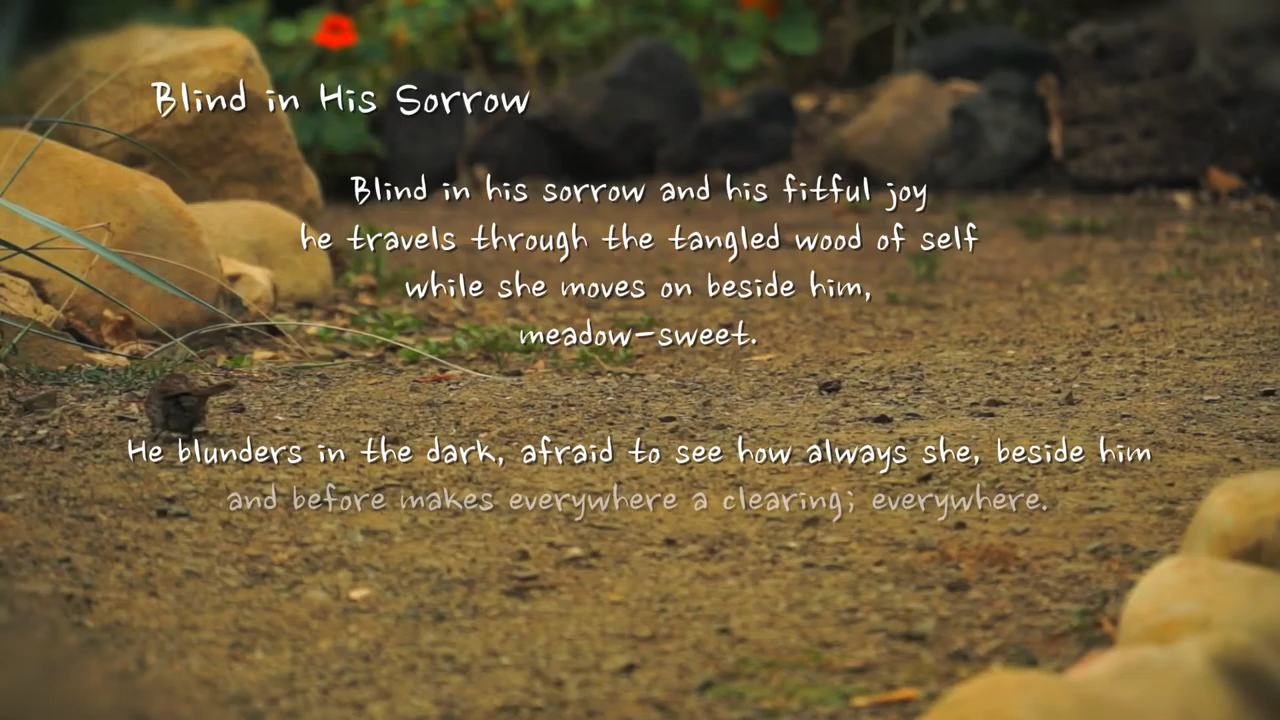 Blind in His Sorrow
Blind in his sorrow and his fitful joy
he travels through the tangled wood of self
while she moves on beside him,
meadow-sweet.
He blunders in the dark, afraid to see how always she, beside him
and before makes everywhere a clearing; everywhere.